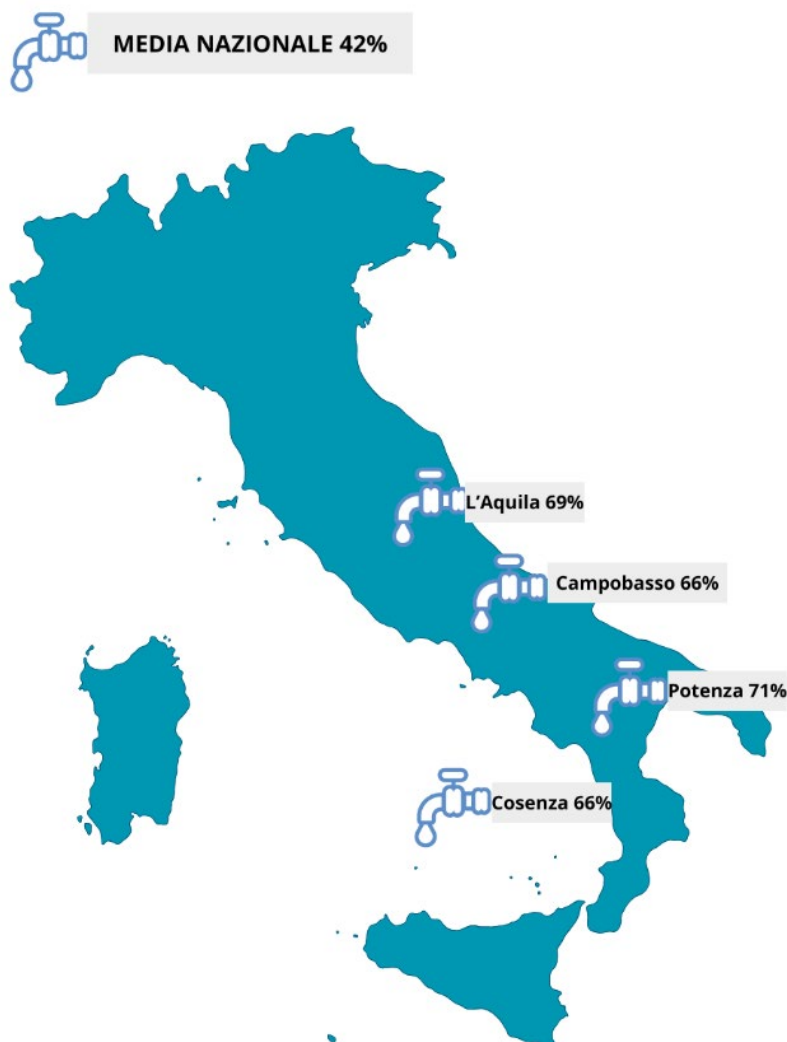 MEDIA NAZIONALE 42%
L'Aquila 69%
Campobasso 66%
Potenza 71%
Cosenza 66%